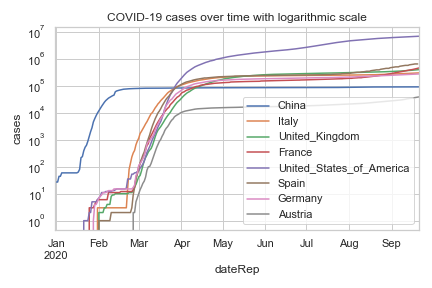 COVID-19 cases over time with logarithmic scale
cases
10^7
10^6
10^5
10^4
10^3
10^2
10^1
10^0
China
Italy
United_Kingdom
France
United_States_of_America
Spain
Germany
Austria
Jan Feb Mar Apr May Jun Jul Aug Sep
2020
dateRep